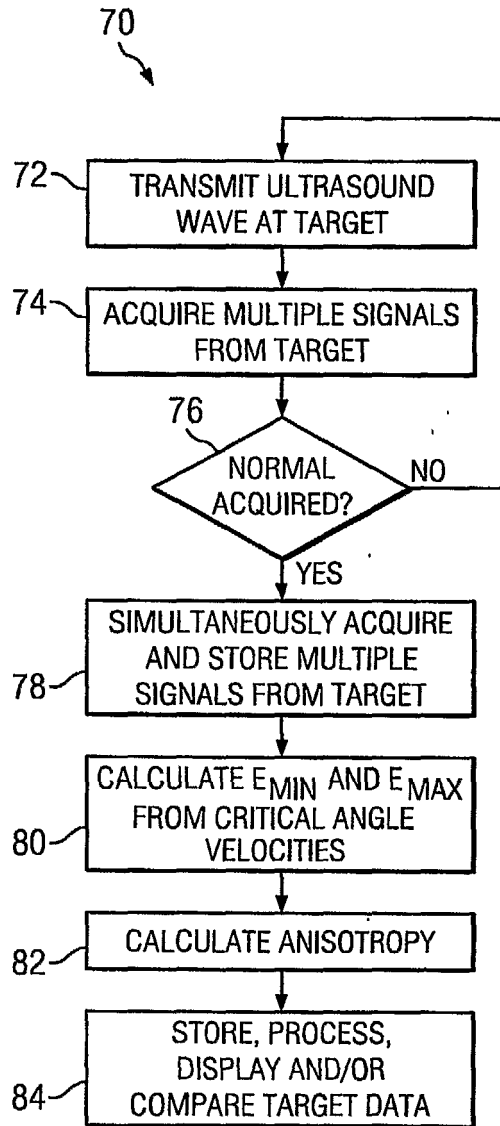 70
72
TRANSMIT ULTRASOUND
WAVE AT TARGET
74
ACQUIRE MULTIPLE SIGNALS
FROM TARGET
76
NORMAL
ACQUIRED?
NO
YES
78
SIMULTANEOUSLY ACQUIRE
AND STORE MULTIPLE
SIGNALS FROM TARGET
80
CALCULATE EMIN AND EMAX
FROM CRITICAL ANGLE
VELOCITIES
82
CALCULATE ANISOTROPY
84
STORE, PROCESS,
DISPLAY AND/OR
COMPARE TARGET DATA